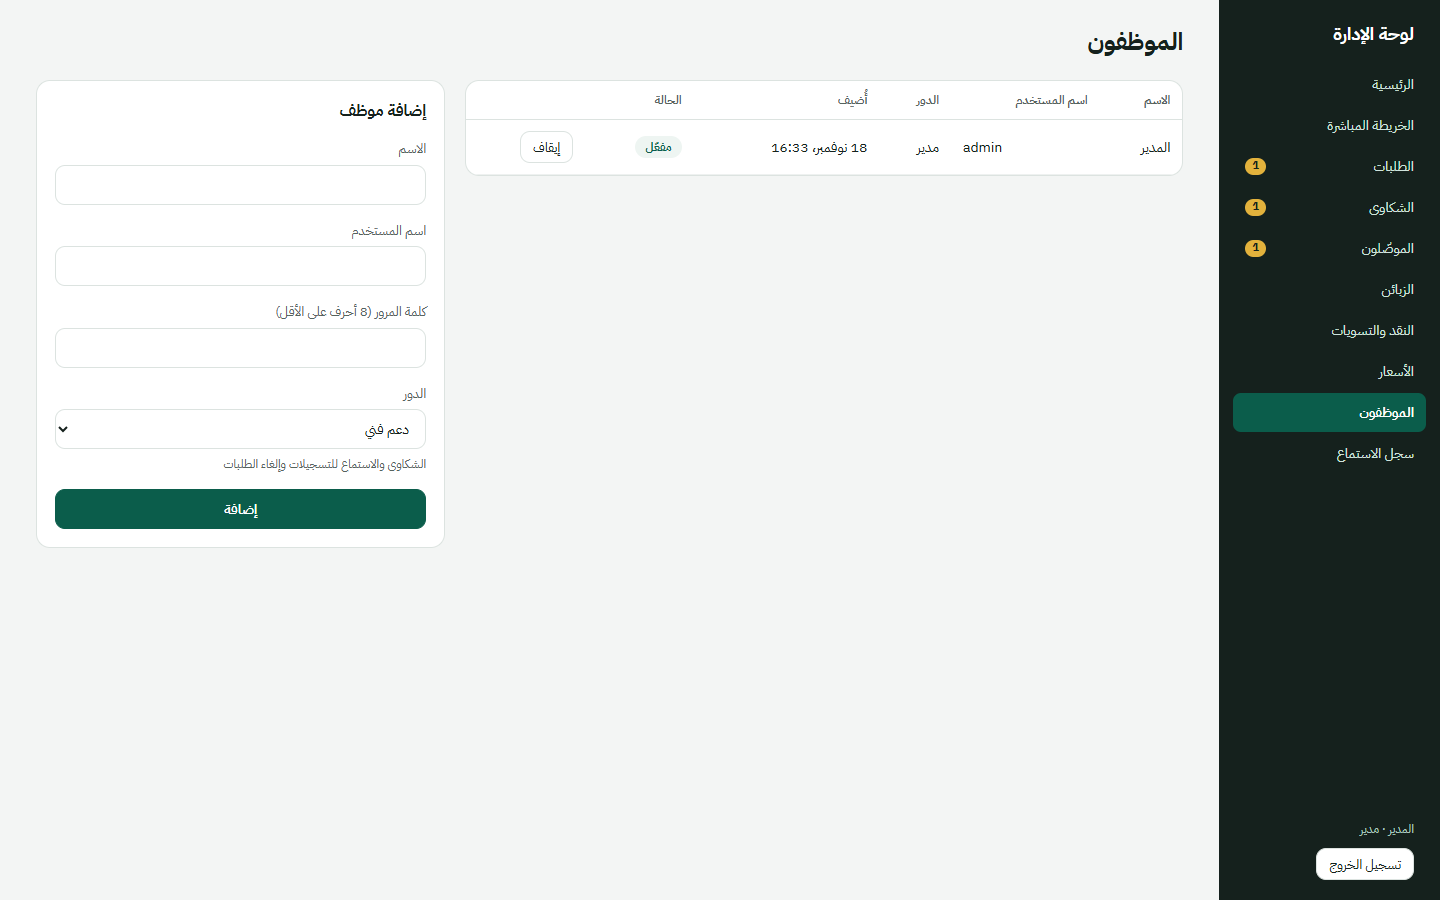 لوحة الإدارة
الرئيسية
الخريطة المباشرة
الطلبات 1
الشكاوى 1
الموصّلون 1
الزبائن
النقد والتسويات
الأسعار
الموظفون
سجل الاستماع
المدير · مدير
تسجيل الخروج
الموظفون
الاسم اسم المستخدم الدور أُضيف الحالة
المدير admin مدير 18 نوفمبر، 16:33 مفعّل إيقاف
إضافة موظف
الاسم
اسم المستخدم
كلمة المرور (8 أحرف على الأقل)
الدور
دعم فني
الشكاوى والاستماع للتسجيلات وإلغاء الطلبات
إضافة